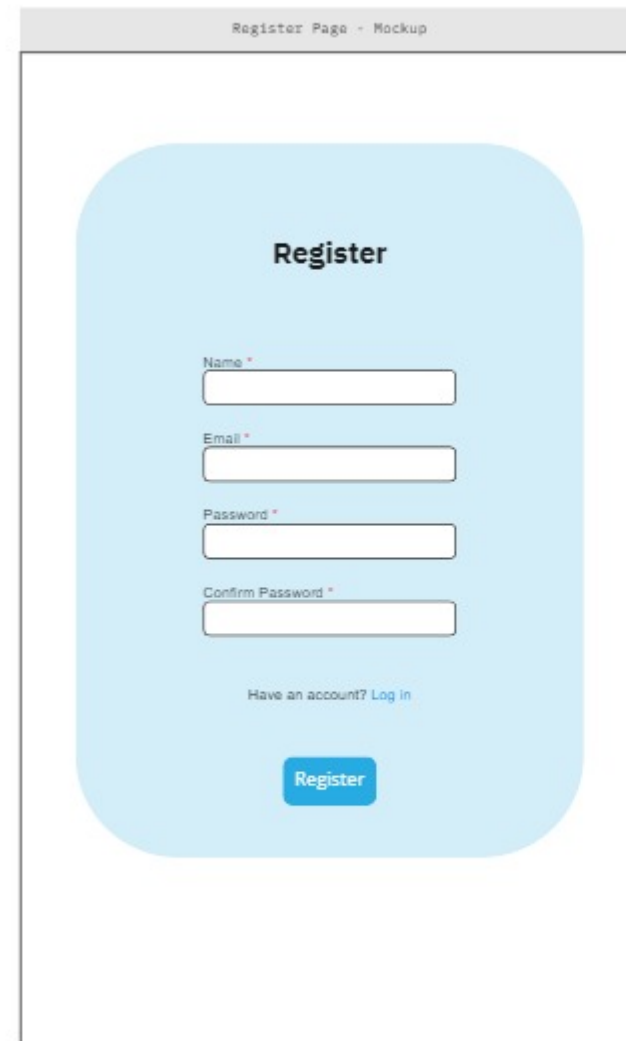 Register Page - Mockup
Register
Name *
Email *
Password *
Confirm Password *
Have an account? Log in
Register